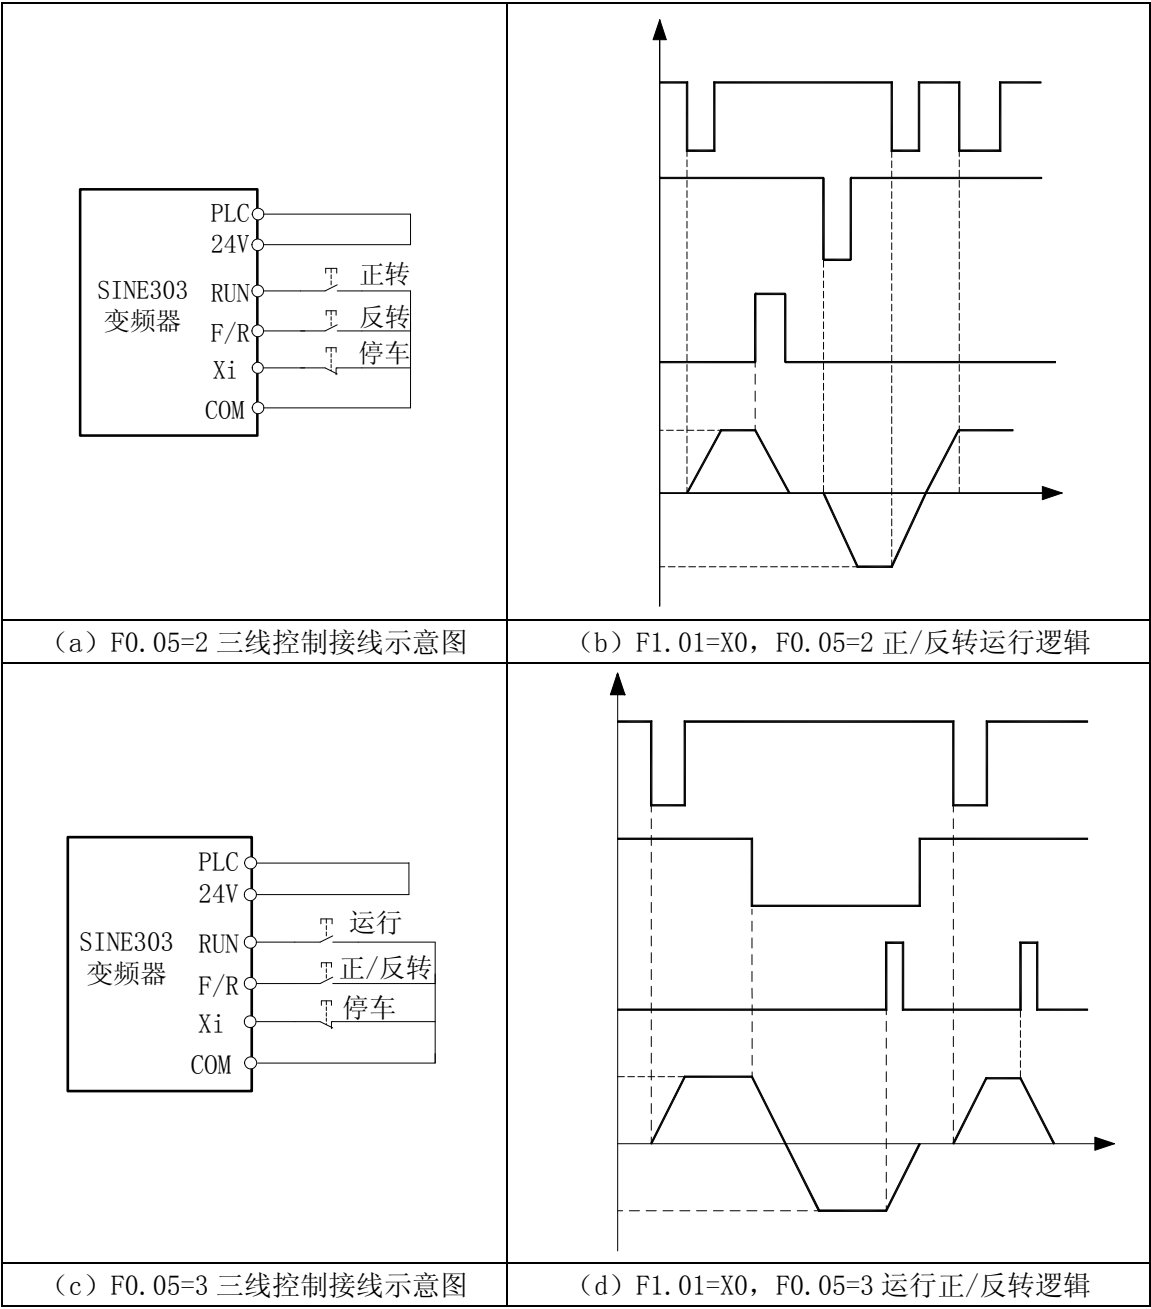 PLC
24V
正转
SINE303
RUN
变频器
反转
F/R
停车
Xi
COM
（a）F0.05=2 三线控制接线示意图
（b）F1.01=X0，F0.05=2 正/反转运行逻辑
PLC
24V
运行
SINE303
RUN
变频器
正/反转
F/R
停车
Xi
COM
（c）F0.05=3 三线控制接线示意图
（d）F1.01=X0，F0.05=3 运行正/反转逻辑